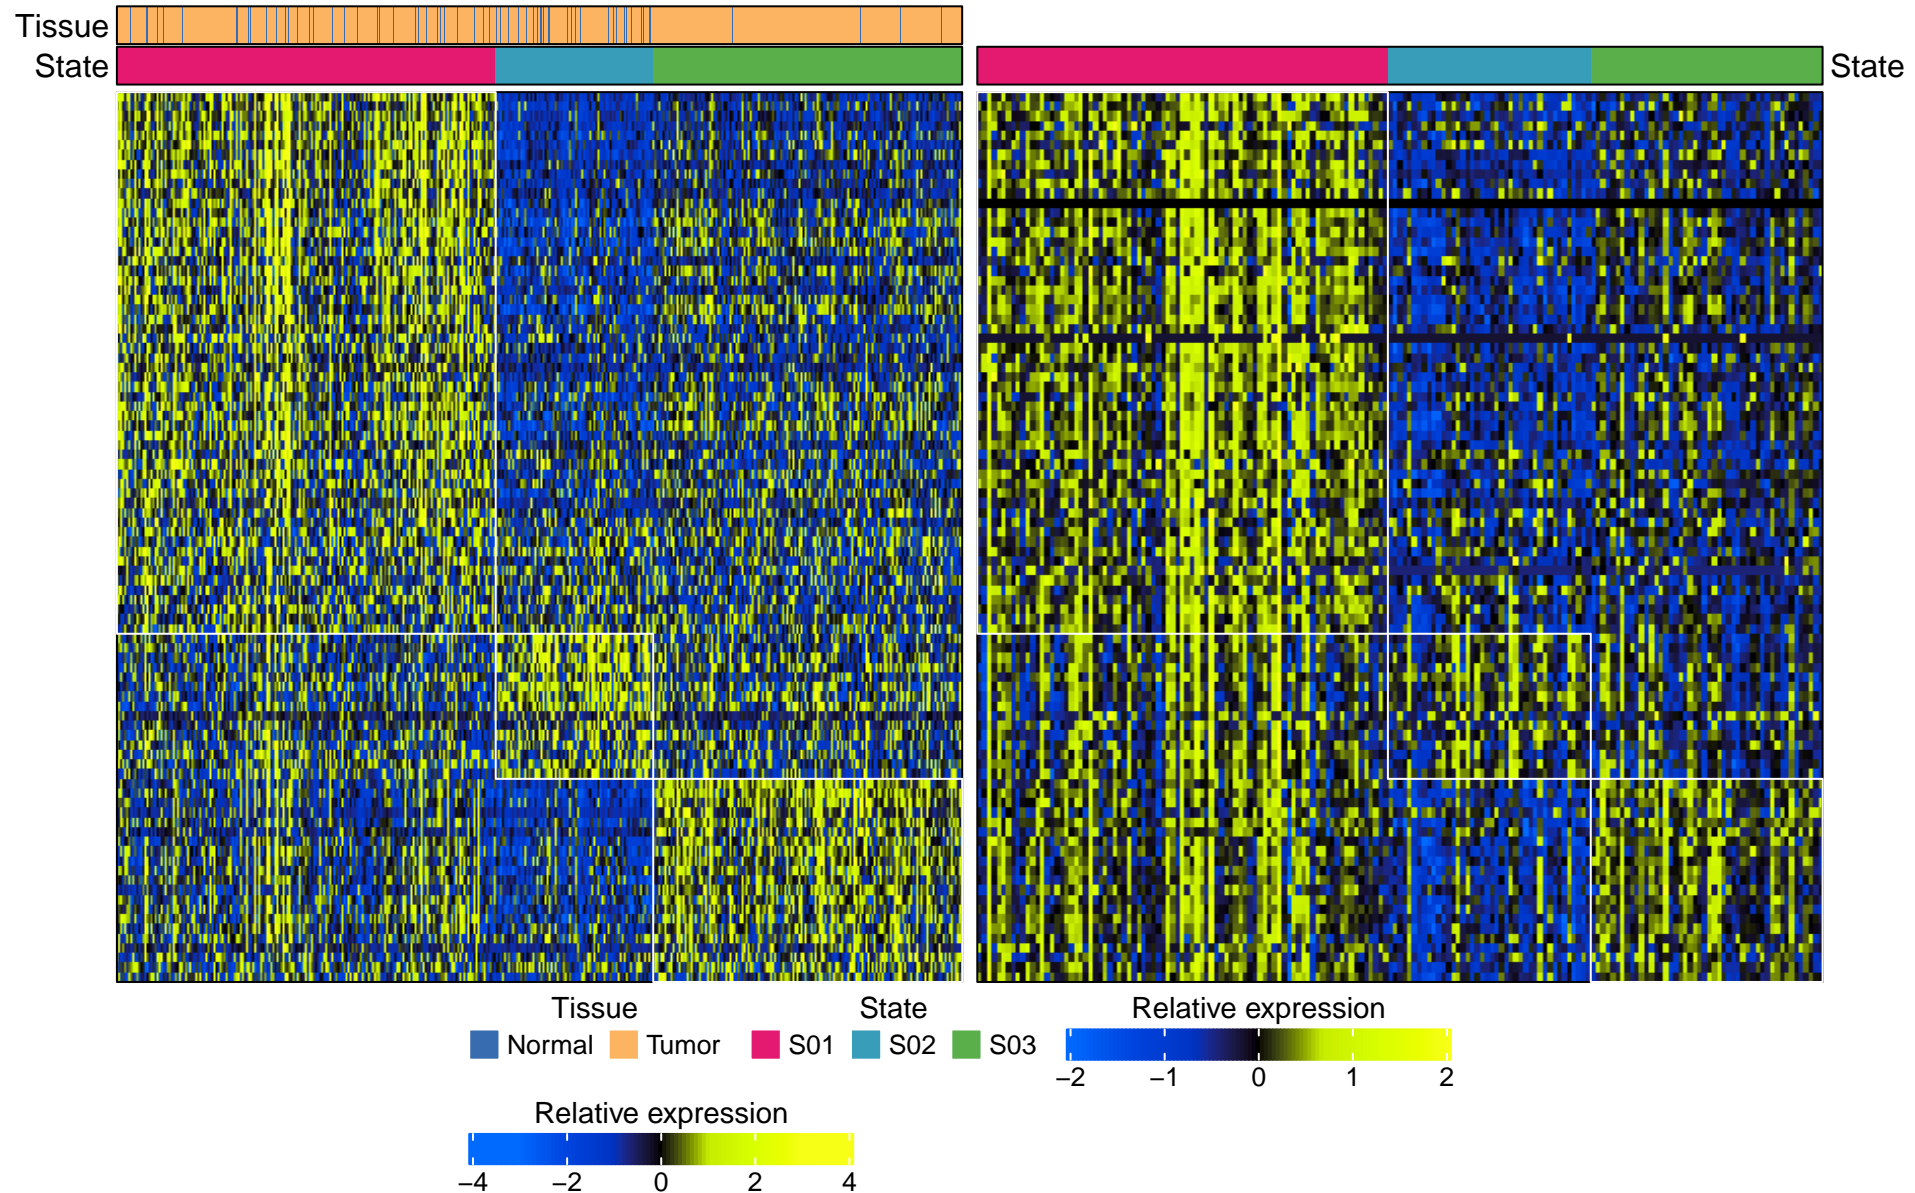 Tissue
State
State
Tissue
Normal Tumor
State
S01 S02 S03
Relative expression
−2 −1 0 1 2
Relative expression
−4 −2 0 2 4